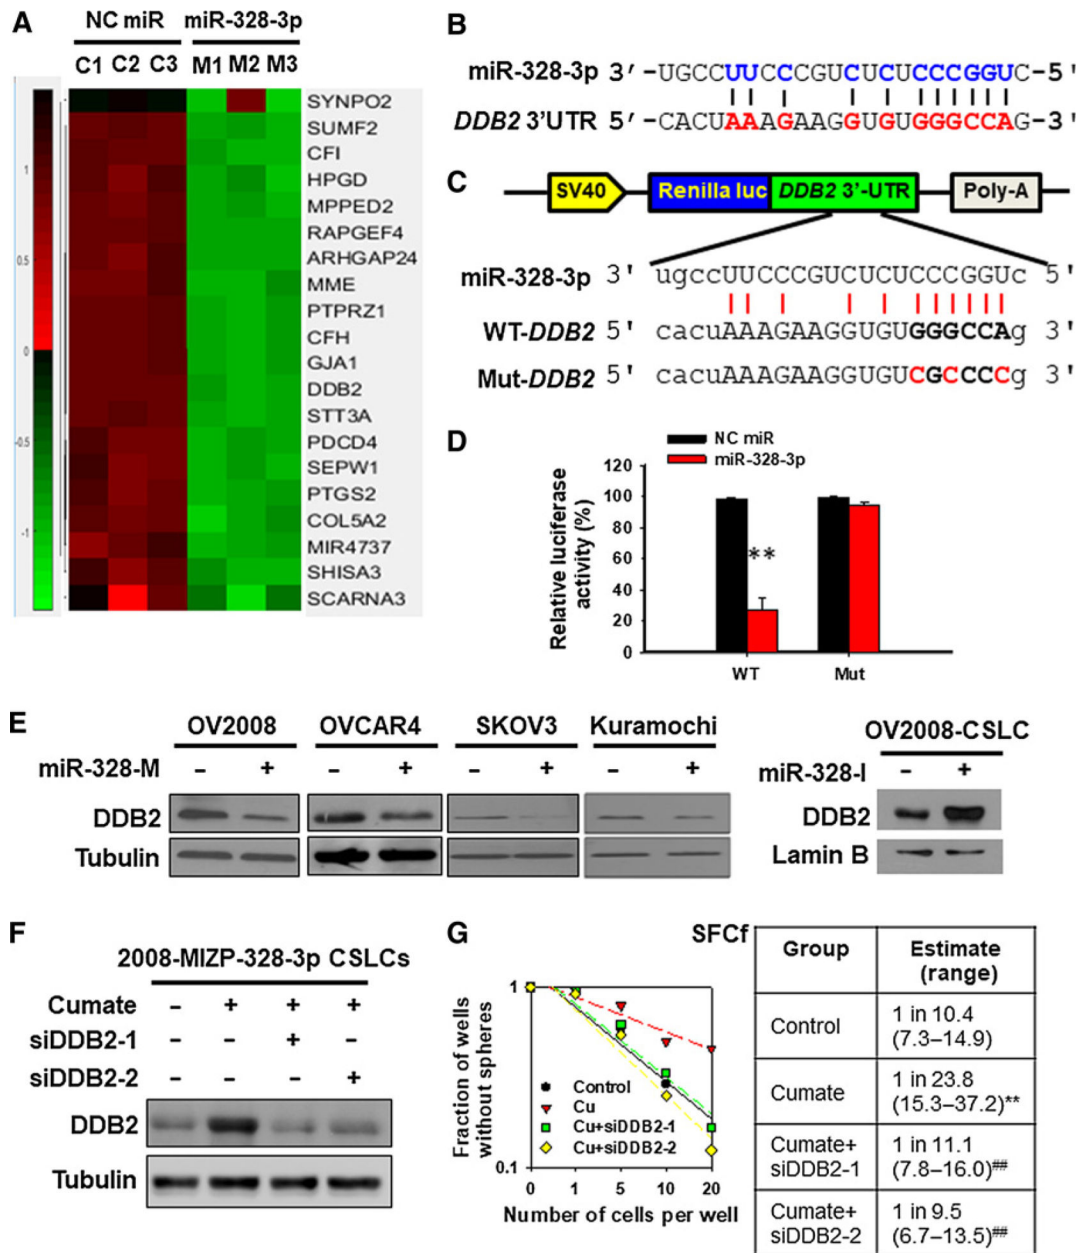 A
NC miR miR-328-3p
C1 C2 C3 M1 M2 M3
1
0.5
0
-0.5
-1
SYNPO2
SUMF2
CFI
HPGD
MPPED2
RAPGEF4
ARHGAP24
MME
PTPRZ1
CFH
GJA1
DDB2
STT3A
PDCD4
SEPW1
PTGS2
COL5A2
MIR4737
SHISA3
SCARNA3
B
miR-328-3p 3'-UGCCUUCCCGUCUCUCCCGGUC-5'
DDB2 3'UTR 5'-CACUAAAGAAGGUGUGGGCCAG-3'
C
SV40 Renilla luc DDB2 3'-UTR Poly-A
miR-328-3p 3' ugccUUCCCGUCUCUCCCGGUc 5'
WT-DDB2 5' cacuAAAGAAGGUGUGGGCCAg 3'
Mut-DDB2 5' cacuAAAGAAGGUGUCGCCCCg 3'
D
NC miR
miR-328-3p
Relative luciferase activity (%)
120
100
80
60
40
20
0
**
WT Mut
E
OV2008 OVCAR4 SKOV3 Kuramochi
miR-328-M - + - + - + - +
DDB2
Tubulin
OV2008-CSLC
miR-328-I - +
DDB2
Lamin B
F
2008-MIZP-328-3p CSLCs
Cumate - + + +
siDDB2-1 - - + -
siDDB2-2 - - - +
DDB2
Tubulin
G
SFCf
Fraction of wells without spheres
1
0.1
Control
Cu
Cu+siDDB2-1
Cu+siDDB2-2
0 1 5 10 20
Number of cells per well
Group Estimate (range)
Control 1 in 10.4 (7.3–14.9)
Cumate 1 in 23.8 (15.3–37.2)**
Cumate+ siDDB2-1 1 in 11.1 (7.8–16.0)##
Cumate+ siDDB2-2 1 in 9.5 (6.7–13.5)##